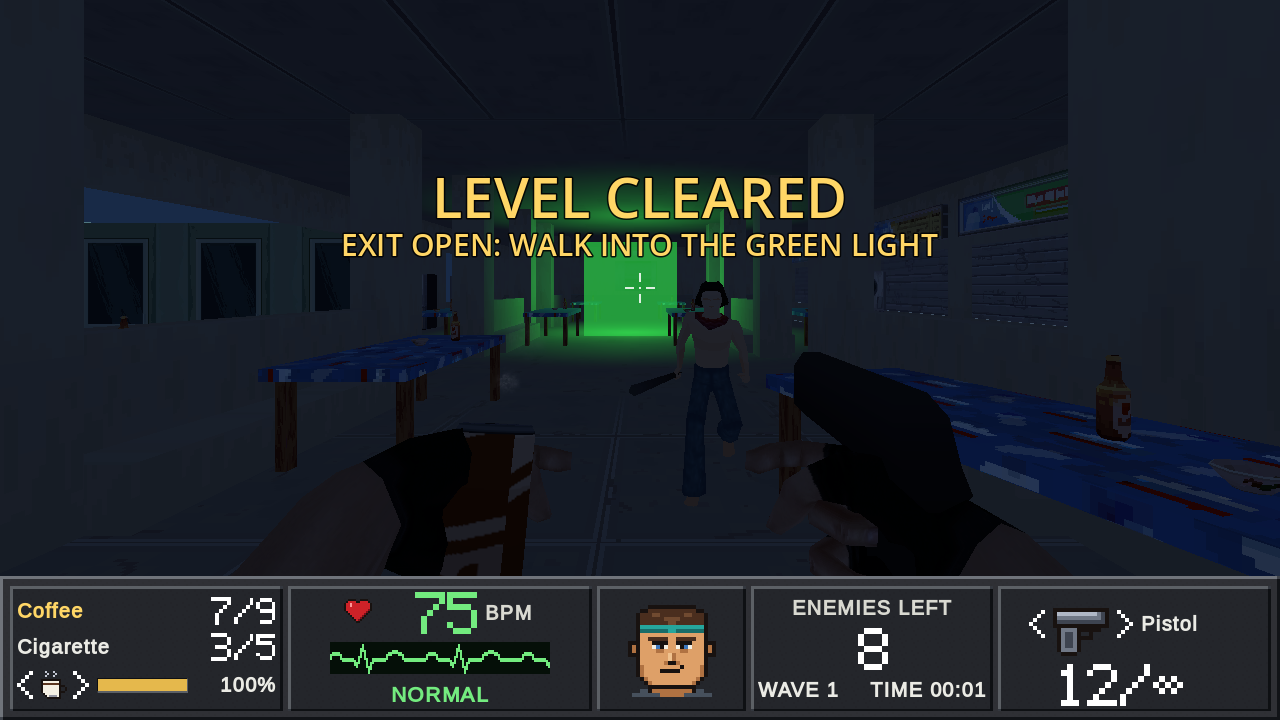 LEVEL CLEARED
EXIT OPEN: WALK INTO THE GREEN LIGHT
Coffee 7/9
Cigarette 3/5
100%
75 BPM
NORMAL
ENEMIES LEFT
8
WAVE 1 TIME 00:01
Pistol
12/∞